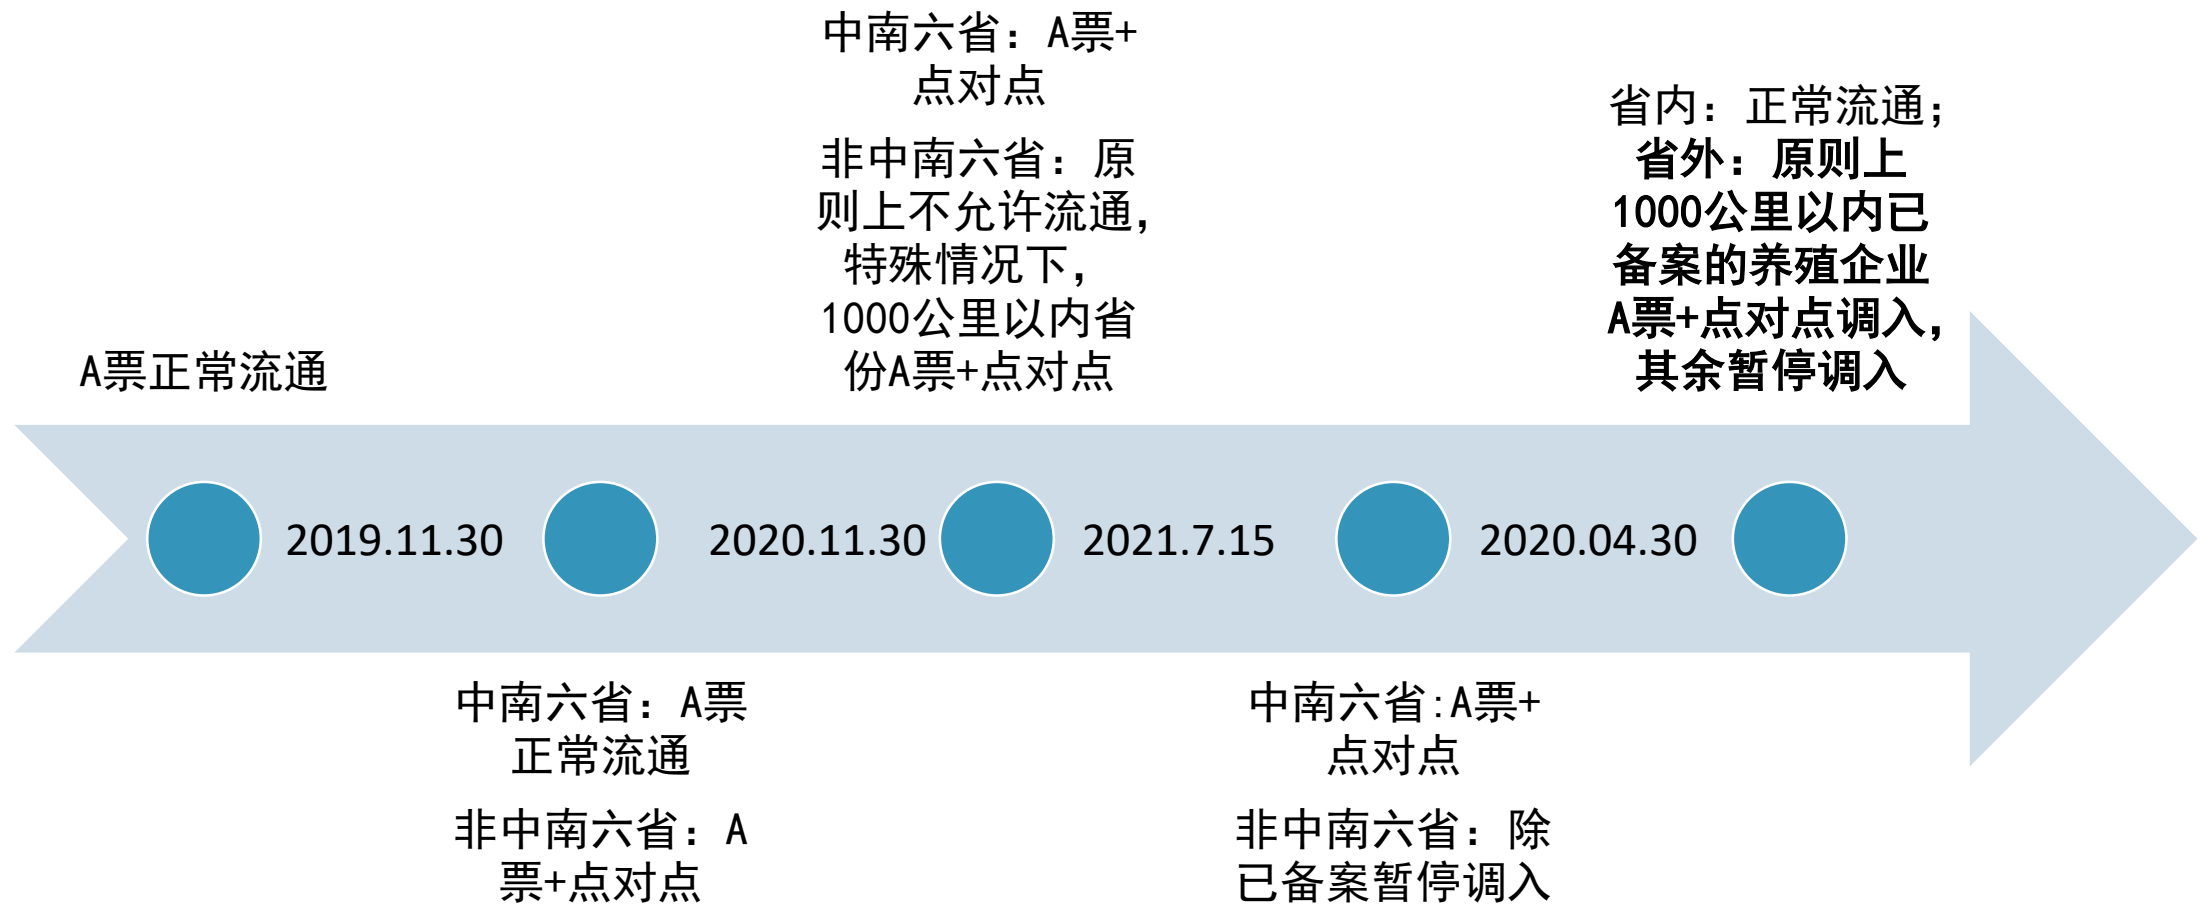 中南六省：A票+
点对点
非中南六省：原
则上不允许流通，
特殊情况下，
1000公里以内省
份A票+点对点
省内：正常流通；
省外：原则上
1000公里以内已
备案的养殖企业
A票+点对点调入，
其余暂停调入
A票正常流通
2019.11.30
2020.11.30
2021.7.15
2020.04.30
中南六省：A票
正常流通
非中南六省：A
票+点对点
中南六省:A票+
点对点
非中南六省：除
已备案暂停调入